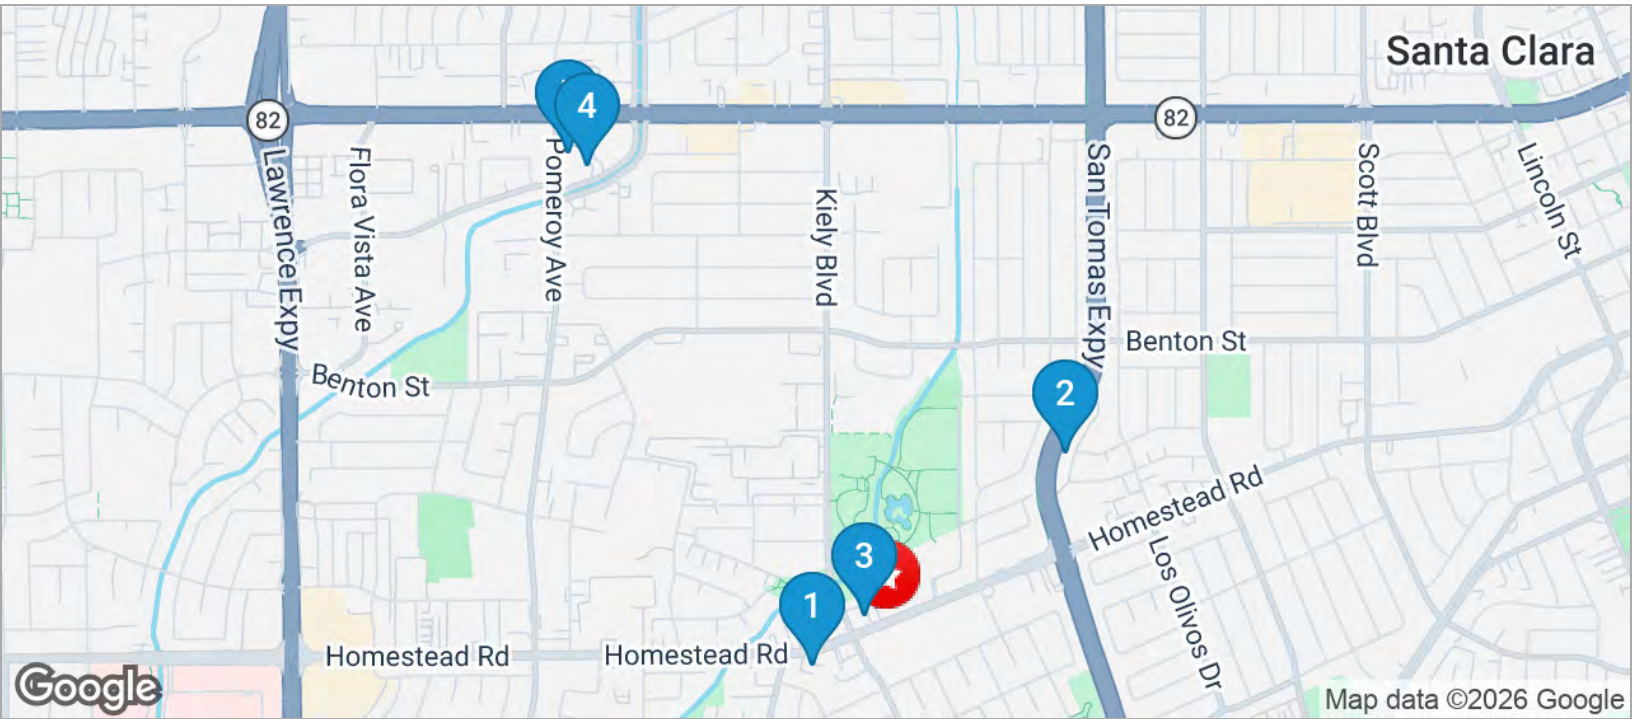 Santa Clara
82
4
82
Pomeroy Ave
Flora Vista Ave
Lawrence Expy
Kiely Blvd
San Tomas Expy
Scott Blvd
Lincoln St
Benton St
Benton St
2
Homestead Rd
Los Olivos Dr
3
1
Homestead Rd
Homestead Rd
Google
Map data ©2026 Google